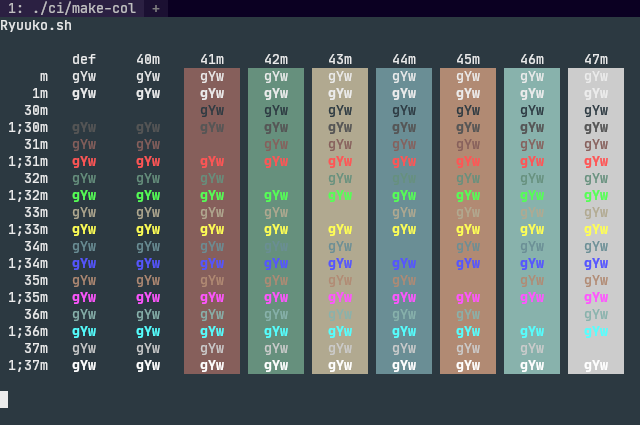 1: ./ci/make-col +
Ryuuko.sh
def 40m 41m 42m 43m 44m 45m 46m 47m
m gYw gYw gYw gYw gYw gYw gYw gYw gYw
1m gYw gYw gYw gYw gYw gYw gYw gYw gYw
30m gYw gYw gYw gYw gYw gYw gYw
1;30m gYw gYw gYw gYw gYw gYw gYw gYw
31m gYw gYw gYw gYw gYw gYw gYw gYw
1;31m gYw gYw gYw gYw gYw gYw gYw gYw gYw
32m gYw gYw gYw gYw gYw gYw gYw gYw
1;32m gYw gYw gYw gYw gYw gYw gYw gYw gYw
33m gYw gYw gYw gYw gYw gYw gYw gYw
1;33m gYw gYw gYw gYw gYw gYw gYw gYw gYw
34m gYw gYw gYw gYw gYw gYw gYw gYw
1;34m gYw gYw gYw gYw gYw gYw gYw gYw gYw
35m gYw gYw gYw gYw gYw gYw gYw gYw
1;35m gYw gYw gYw gYw gYw gYw gYw gYw gYw
36m gYw gYw gYw gYw gYw gYw gYw gYw
1;36m gYw gYw gYw gYw gYw gYw gYw gYw gYw
37m gYw gYw gYw gYw gYw gYw gYw gYw
1;37m gYw gYw gYw gYw gYw gYw gYw gYw gYw